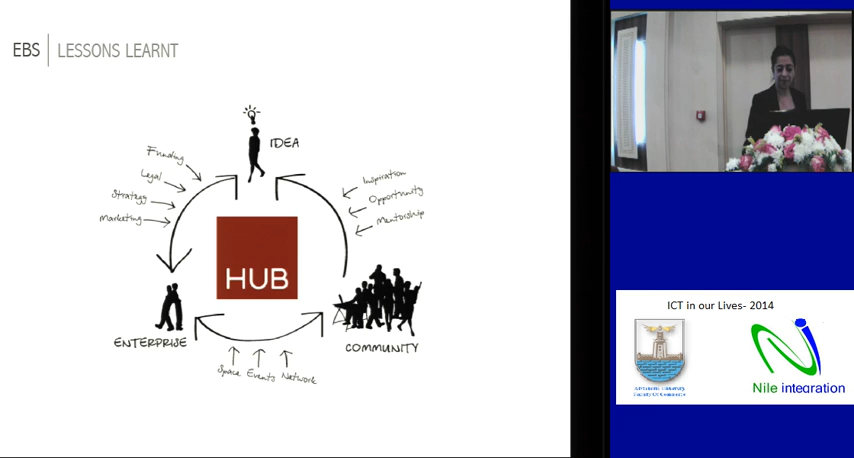 EBS LESSONS LEARNT
IDEA
Funding
Legal
Strategy
Marketing
Inspiration
Opportunity
Mentorship
HUB
ENTERPRISE
COMMUNITY
Space Events Network
ICT in our Lives- 2014
Nile integration